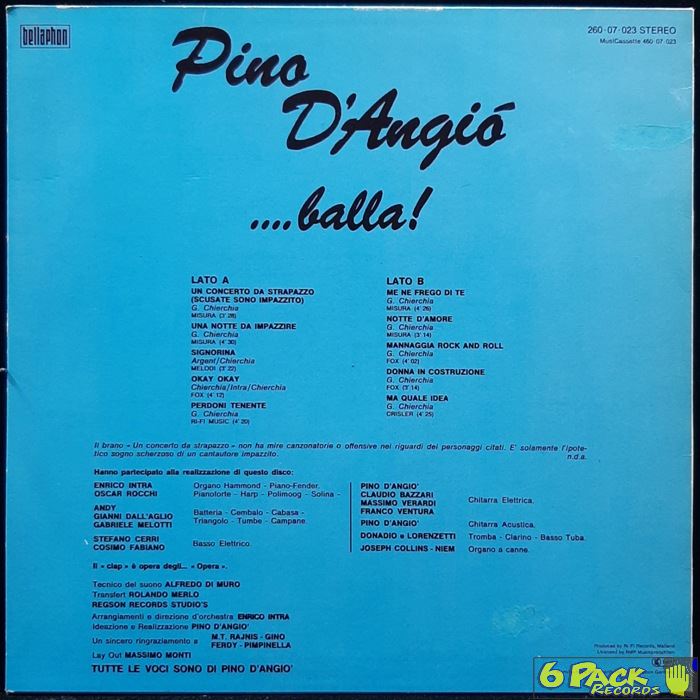 bellaphon
260·07·023 STEREO
MusiCassette 460·07·023
Pino
D'Angió
....balla!
LATO A
UN CONCERTO DA STRAPAZZO
(SCUSATE SONO IMPAZZITO)
G. Chierchia
MISURA (3'28)
UNA NOTTE DA IMPAZZIRE
G. Chierchia
MISURA (4'30)
SIGNORINA
Argent/Chierchia
MELODI (3'22)
OKAY OKAY
Chierchia/Intra/Chierchia
FOX (4'12)
PERDONI TENENTE
G. Chierchia
RI-FI MUSIC (4'20)
LATO B
ME NE FREGO DI TE
G. Chierchia
MISURA (4'26)
NOTTE D'AMORE
G. Chierchia.
MISURA (3'14)
MANNAGGIA ROCK AND ROLL
G. Chierchia
FOX (4'02)
DONNA IN COSTRUZIONE
G. Chierchia
FOX (3'14)
MA QUALE IDEA
G. Chierchia
CRISLER (4'25)
Il brano « Un concerto da strapazzo » non ha mire canzonatorie o offensive nei riguardi dei personaggi citati. E' solamente l'ipote-
tico sogno scherzoso di un cantautore impazzito.
n.d.a.
Hanno partecipato alla realizzazione di questo disco:
ENRICO INTRA
OSCAR ROCCHI
Organo Hammond - Piano-Fender.
Pianoforte - Harp - Polimoog - Solina -
ANDY
GIANNI DALL'AGLIO
GABRIELE MELOTTI
Batteria - Cembalo - Cabasa -
Triangolo - Tumbe - Campane.
STEFANO CERRI
COSIMO FABIANO
Basso Elettrico.
PINO D'ANGIO'
CLAUDIO BAZZARI
MASSIMO VERARDI
FRANCO VENTURA
Chitarra Elettrica.
PINO D'ANGIO'
Chitarra Acustica.
DONADIO e LORENZETTI
Tromba - Clarino - Basso Tuba.
JOSEPH COLLINS - NIEM
Organo a canne.
Il « clap » è opera degli... « Opera ».
Tecnico del suono ALFREDO DI MURO
Transfert ROLANDO MERLO
REGSON RECORDS STUDIO'S
Arrangiamenti e direzione d'orchestra ENRICO INTRA
Ideazione e Realizzazione PINO D'ANGIO'
Un sincero ringraziamento a
M.T. RAJNIS - GINO
FERDY - PIMPINELLA
Lay Out MASSIMO MONTI
TUTTE LE VOCI SONO DI PINO D'ANGIO'
Produced by Ri Fi Records, Mailand
6 PACK
RECORDS